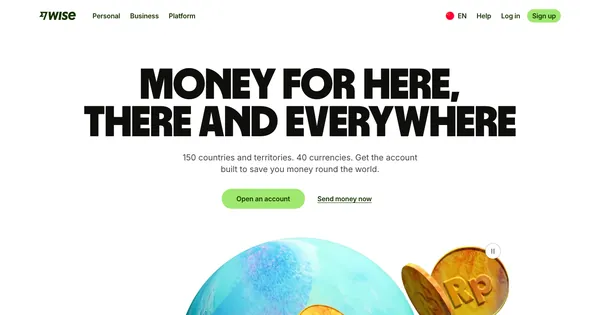 wise
Personal Business Platform
EN Help Log in Sign up
MONEY FOR HERE,
THERE AND EVERYWHERE
150 countries and territories. 40 currencies. Get the account
built to save you money round the world.
Open an account Send money now
Rp